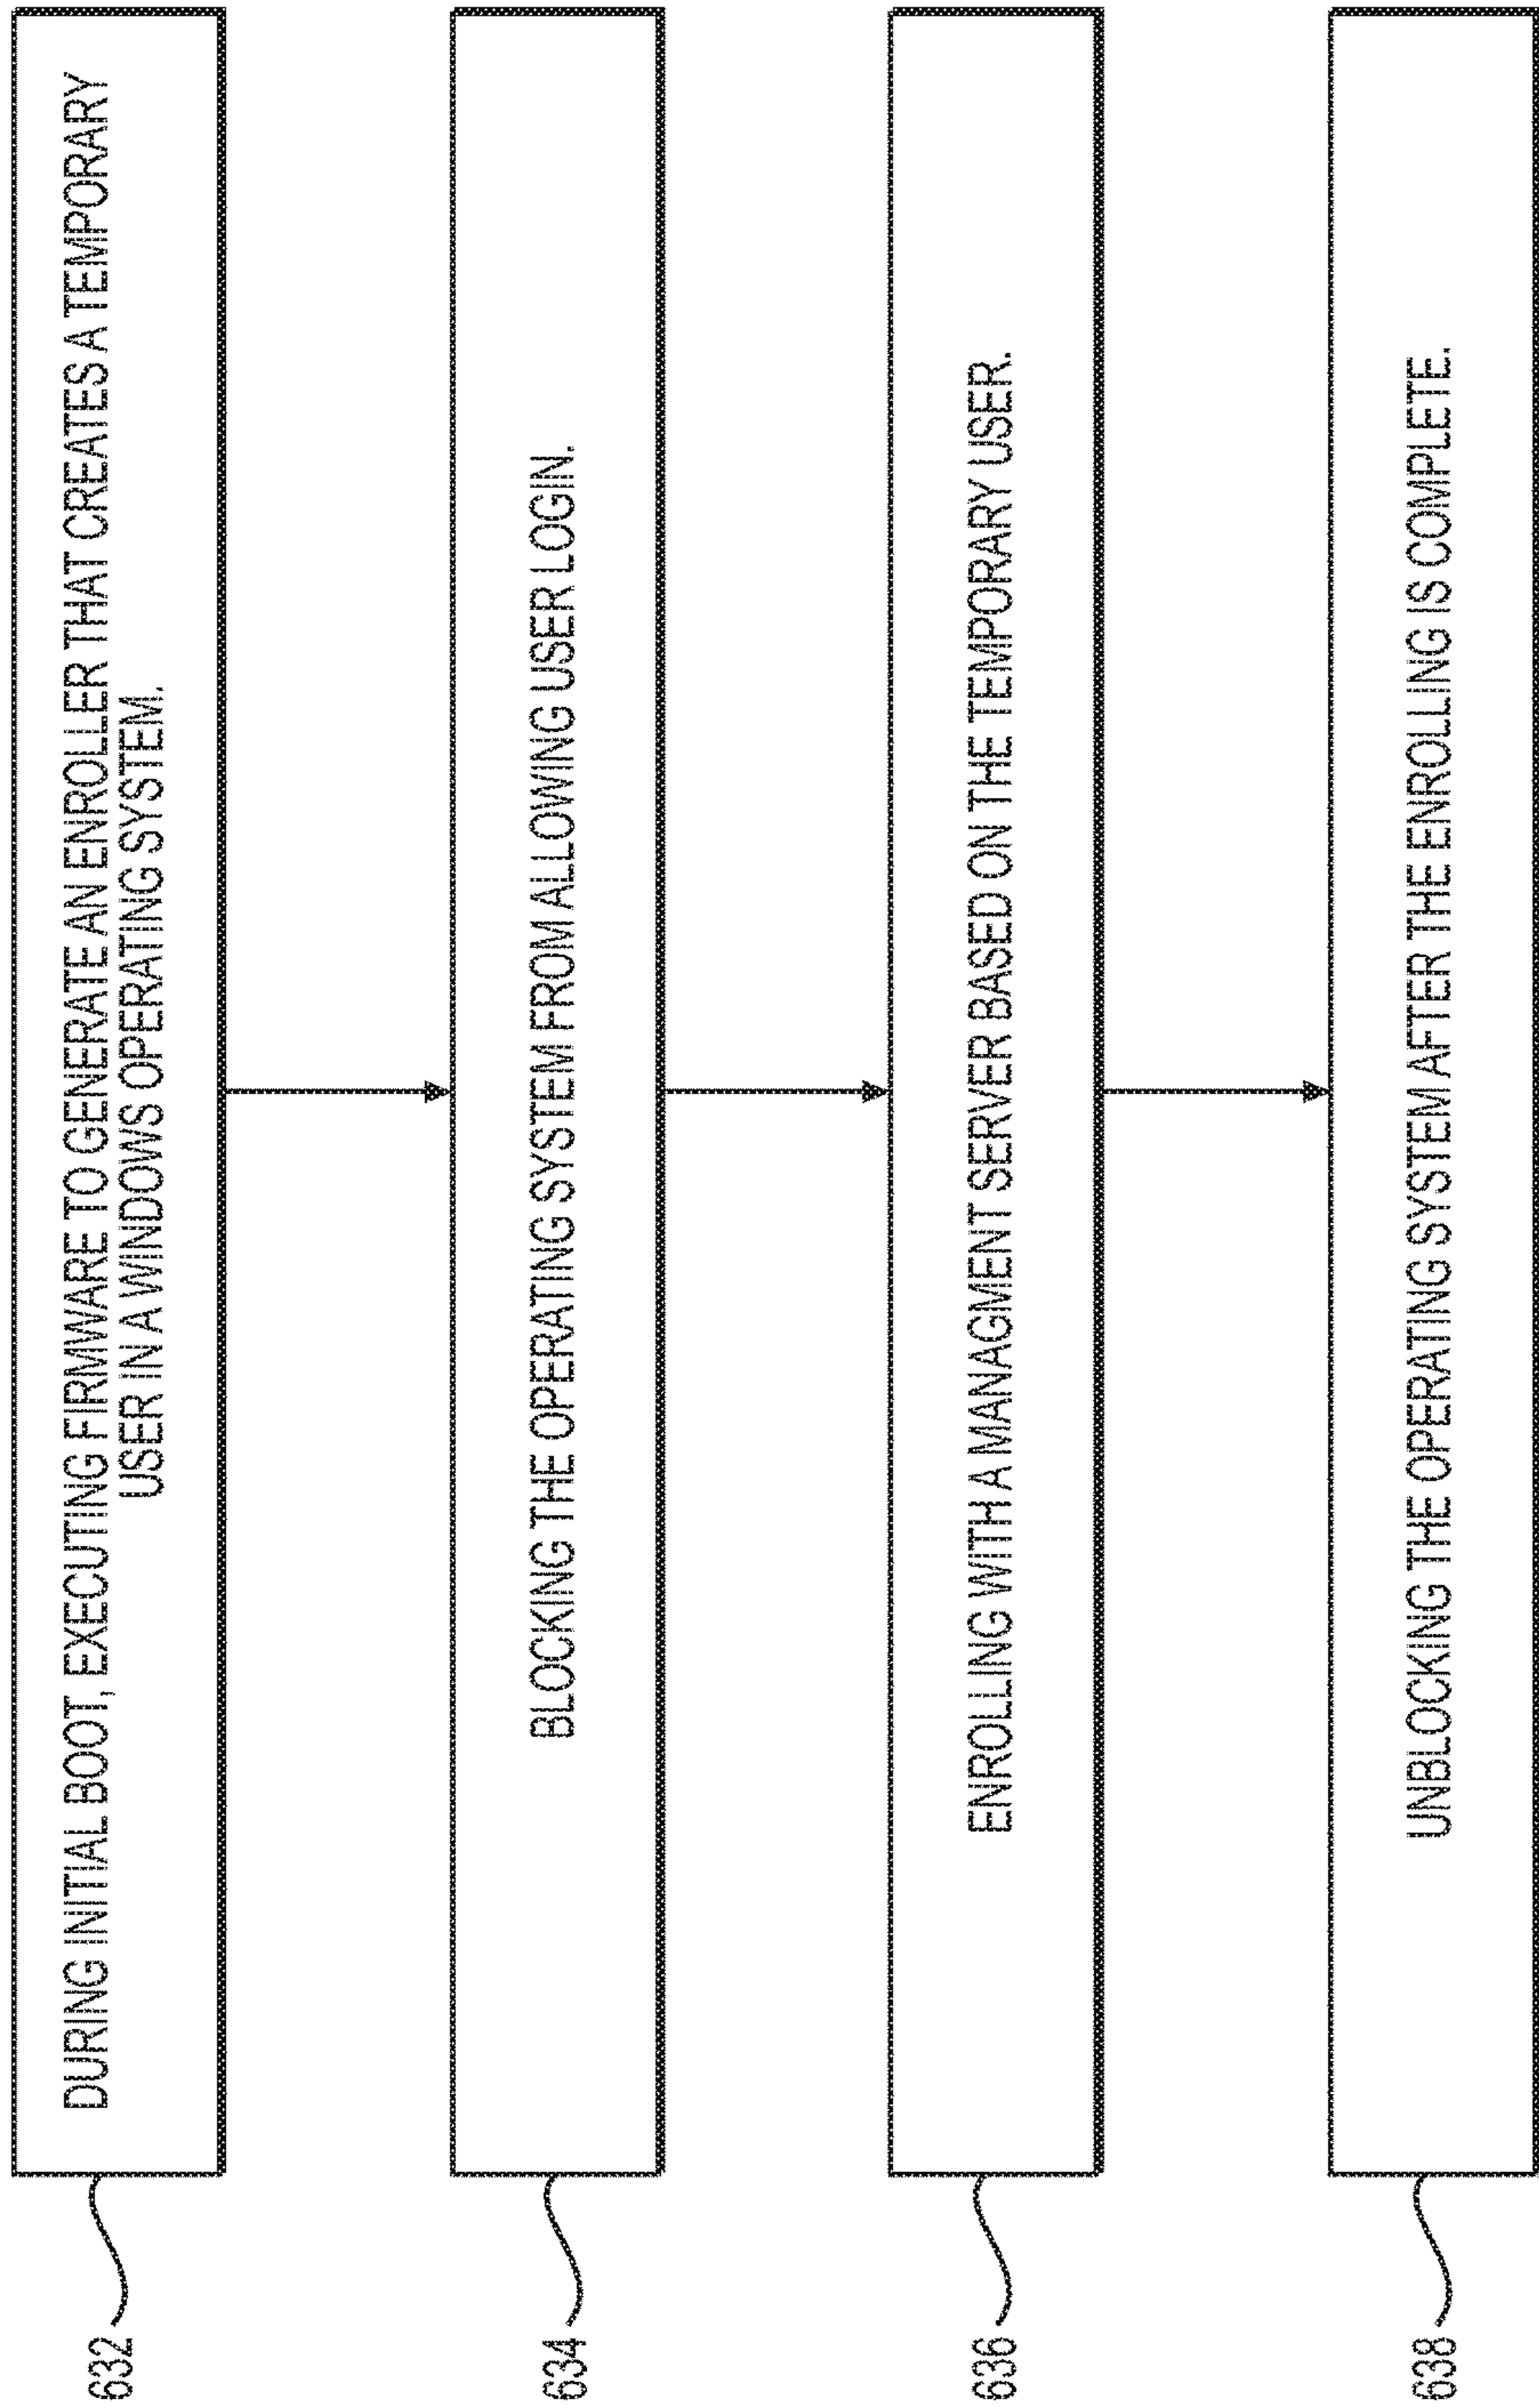 632
DURING INITIAL BOOT, EXECUTING FIRMWARE TO GENERATE AN ENROLLER THAT CREATES A TEMPORARY
USER IN A WINDOWS OPERATING SYSTEM.
634
BLOCKING THE OPERATING SYSTEM FROM ALLOWING USER LOGIN.
636
ENROLLING WITH A MANAGMENT SERVER BASED ON THE TEMPORARY USER.
638
UNBLOCKING THE OPERATING SYSTEM AFTER THE ENROLLING IS COMPLETE.